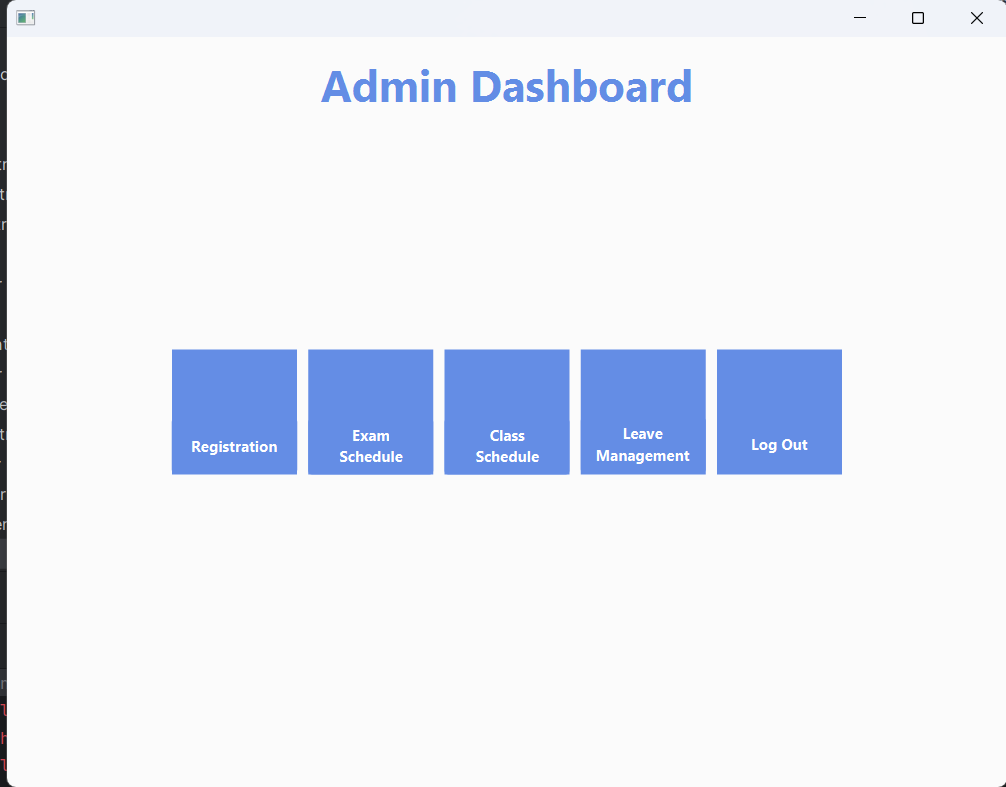 Admin Dashboard
Registration
Exam
Schedule
Class
Schedule
Leave
Management
Log Out